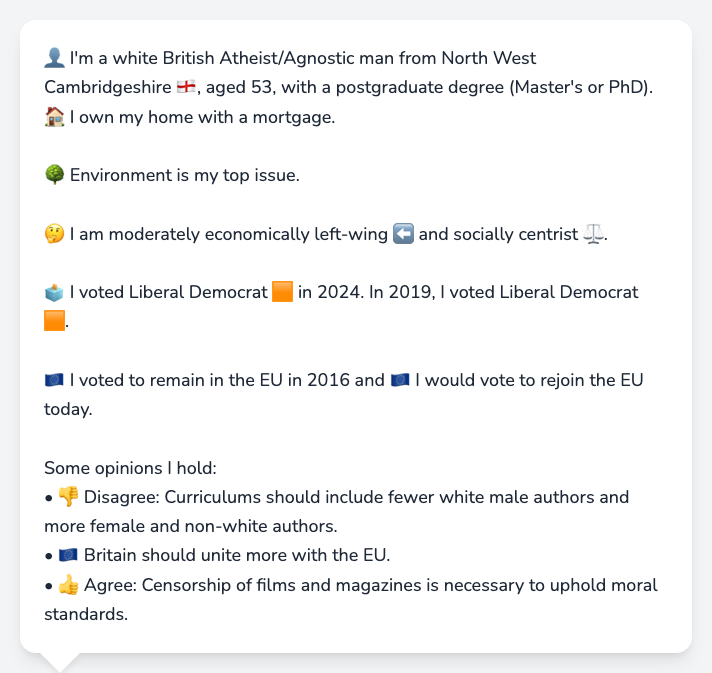 👤 I'm a white British Atheist/Agnostic man from North West
Cambridgeshire 🏴󠁧󠁢󠁥󠁮󠁧󠁿, aged 53, with a postgraduate degree (Master's or PhD).
🏠 I own my home with a mortgage.
🌳 Environment is my top issue.
🤔 I am moderately economically left-wing ⬅️ and socially centrist ⚖️.
🗳️ I voted Liberal Democrat 🟧 in 2024. In 2019, I voted Liberal Democrat
🟧.
🇪🇺 I voted to remain in the EU in 2016 and 🇪🇺 I would vote to rejoin the EU
today.
Some opinions I hold:
• 👎 Disagree: Curriculums should include fewer white male authors and
more female and non-white authors.
• 🇪🇺 Britain should unite more with the EU.
• 👍 Agree: Censorship of films and magazines is necessary to uphold moral
standards.